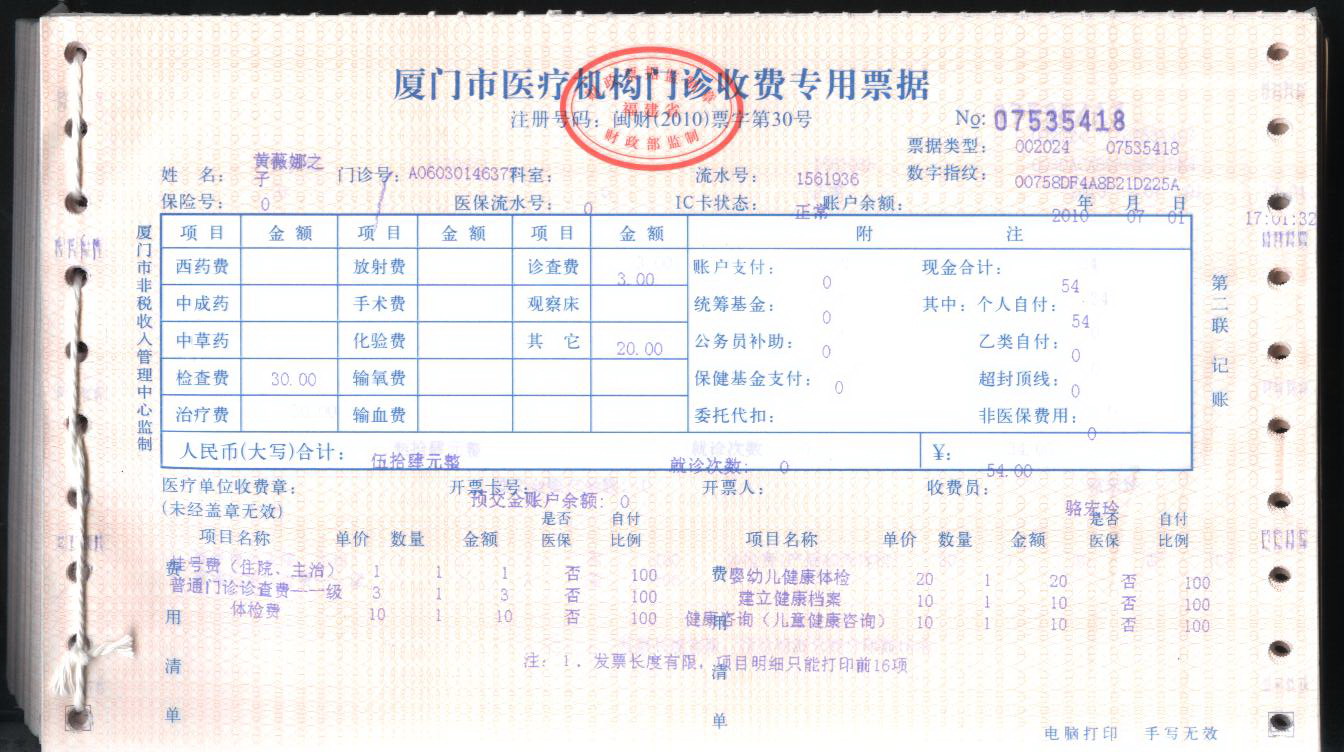 厦门市医疗机构门诊收费专用票据
福建省
财政部监制
注册号码：闽财(2010)票字第30号
No: 07535418
票据类型： 002024 07535418
姓 名： 黄薇娜之子 门诊号： A0603014637 科室： 流水号： 1561936 数字指纹： 00758DF4A8B21D225A
保险号： 0 医保流水号： 0 IC卡状态： 正常 账户余额： 2010 年 07 月 01 日 17:01:32
项 目 金 额 项 目 金 额 项 目 金 额 附 注
西药费 放射费 诊查费 3.00 账户支付： 0 现金合计： 54
中成药 手术费 观察床 统筹基金： 0 其中：个人自付： 54
中草药 化验费 其 它 20.00 公务员补助： 0 乙类自付： 0
检查费 30.00 输氧费 保健基金支付： 0 超封顶线： 0
治疗费 输血费 委托代扣： 非医保费用： 0
人民币(大写)合计： 伍拾肆元整 就诊次数： 0 ¥： 54.00
医疗单位收费章： 开票卡号： 开票人： 收费员： 骆宏玲
(未经盖章无效) 预交金账户余额： 0
项目名称 单价 数量 金额 是否医保 自付比例 项目名称 单价 数量 金额 是否医保 自付比例
挂号费（住院、主治） 1 1 1 否 100 婴幼儿健康体检 20 1 20 否 100
普通门诊诊查费——一级 3 1 3 否 100 建立健康档案 10 1 10 否 100
体检费 10 1 10 否 100 健康咨询（儿童健康咨询） 10 1 10 否 100
费用清单 费用清单
注： 1．发票长度有限，项目明细只能打印前16项
电脑打印 手写无效
厦门市非税收入管理中心监制
第二联 记账